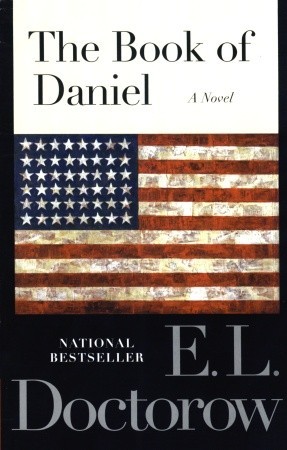 The Book of
Daniel
A Novel
NATIONAL
BESTSELLER
E. L.
Doctorow